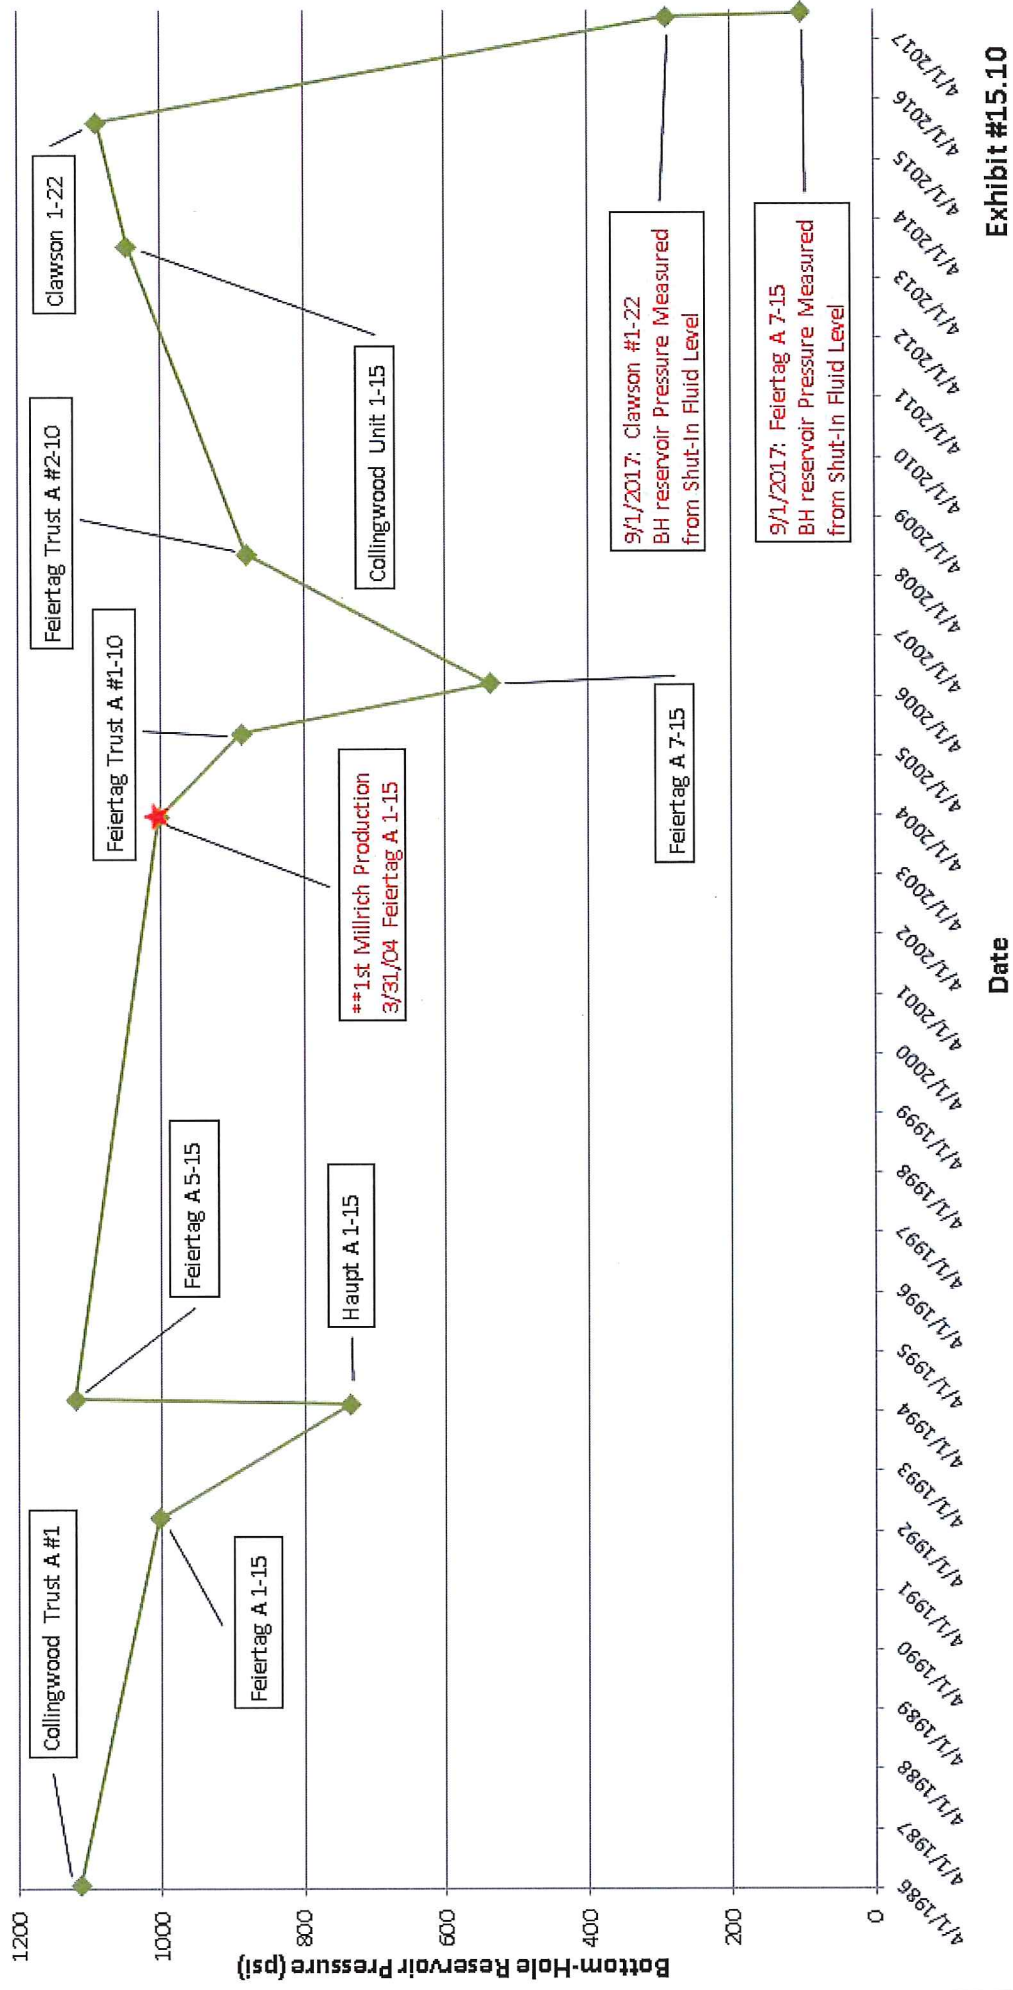 Bottom-Hole Reservoir Pressure (psi)
1200
1000
800
600
400
200
0
Collingwood Trust A #1
Feiertag A 1-15
Haupt A 1-15
Feiertag A 5-15
**1st Millrich Production
3/31/04 Feiertag A 1-15
Feiertag Trust A #1-10
Feiertag A 7-15
Feiertag Trust A #2-10
Collingwood Unit 1-15
Clawson 1-22
9/1/2017: Clawson #1-22
BH reservoir Pressure Measured
from Shut-In Fluid Level
9/1/2017: Feiertag A 7-15
BH reservoir Pressure Measured
from Shut-In Fluid Level
4/1/1986
4/1/1987
4/1/1988
4/1/1989
4/1/1990
4/1/1991
4/1/1992
4/1/1993
4/1/1994
4/1/1995
4/1/1996
4/1/1997
4/1/1998
4/1/1999
4/1/2000
4/1/2001
4/1/2002
4/1/2003
4/1/2004
4/1/2005
4/1/2006
4/1/2007
4/1/2008
4/1/2009
4/1/2010
4/1/2011
4/1/2012
4/1/2013
4/1/2014
4/1/2015
4/1/2016
4/1/2017
Date
Exhibit #15.10